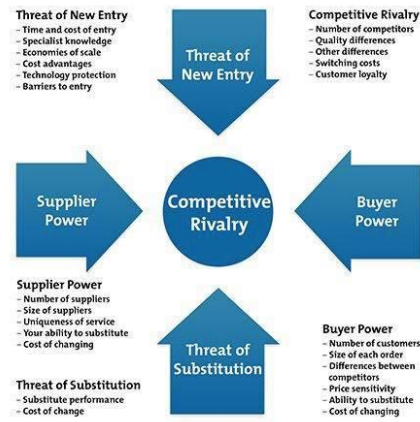 Threat of New Entry
– Time and cost of entry
– Specialist knowledge
– Economies of scale
– Cost advantages
– Technology protection
– Barriers to entry
Threat of
New Entry
Competitive Rivalry
– Number of competitors
– Quality differences
– Other differences
– Switching costs
– Customer loyalty
Supplier
Power
Competitive
Rivalry
Buyer
Power
Supplier Power
– Number of suppliers
– Size of suppliers
– Uniqueness of service
– Your ability to substitute
– Cost of changing
Threat of Substitution
– Substitute performance
– Cost of change
Threat of
Substitution
Buyer Power
– Number of customers
– Size of each order
– Differences between
competitors
– Price sensitivity
– Ability to substitute
– Cost of changing